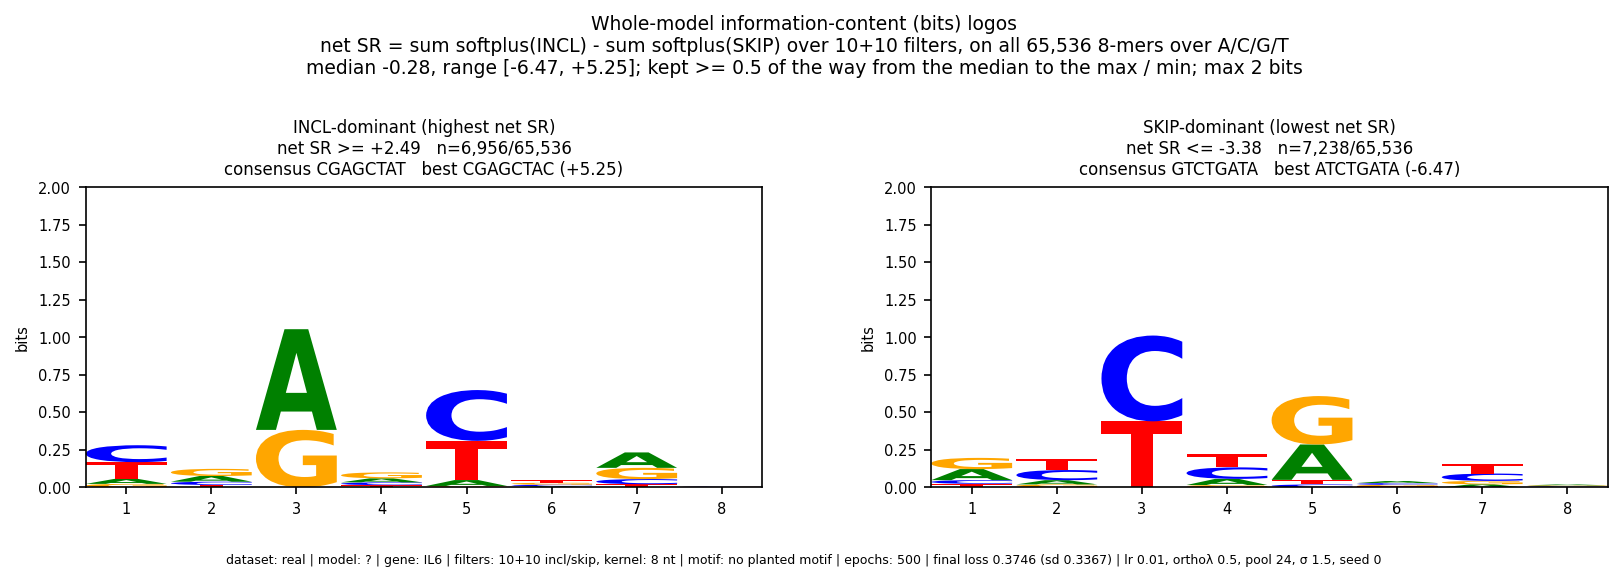 Whole-model information-content (bits) logos
net SR = sum softplus(INCL) - sum softplus(SKIP) over 10+10 filters, on all 65,536 8-mers over A/C/G/T
median -0.28, range [-6.47, +5.25]; kept >= 0.5 of the way from the median to the max / min; max 2 bits
INCL-dominant (highest net SR)
net SR >= +2.49   n=6,956/65,536
consensus CGAGCTAT   best CGAGCTAC (+5.25)
2.00
1.75
1.50
1.25
1.00
0.75
0.50
0.25
0.00
bits
1 2 3 4 5 6 7 8
SKIP-dominant (lowest net SR)
net SR <= -3.38   n=7,238/65,536
consensus GTCTGATA   best ATCTGATA (-6.47)
2.00
1.75
1.50
1.25
1.00
0.75
0.50
0.25
0.00
bits
1 2 3 4 5 6 7 8
dataset: real | model: ? | gene: IL6 | filters: 10+10 incl/skip, kernel: 8 nt | motif: no planted motif | epochs: 500 | final loss 0.3746 (sd 0.3367) | lr 0.01, orthoλ 0.5, pool 24, σ 1.5, seed 0